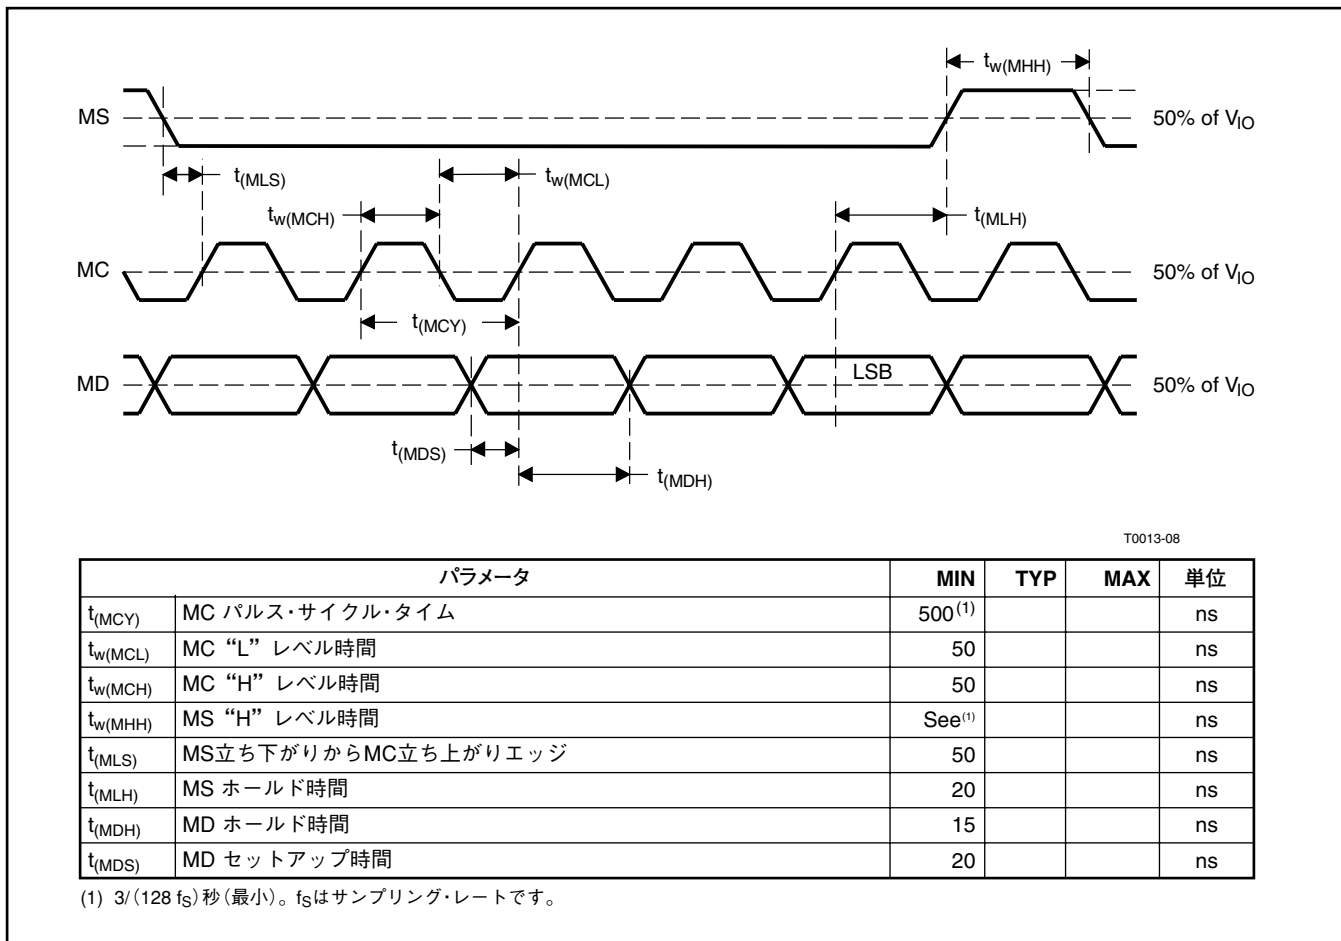 t_w(MHH)
MS
50% of V_IO
t_(MLS)
t_w(MCL)
t_w(MCH)
t_(MLH)
MC
50% of V_IO
t_(MCY)
MD
LSB
50% of V_IO
t_(MDS)
t_(MDH)
T0013-08
パラメータ MIN TYP MAX 単位
t_(MCY) MC パルス・サイクル・タイム 500(1) ns
t_w(MCL) MC “L” レベル時間 50 ns
t_w(MCH) MC “H” レベル時間 50 ns
t_w(MHH) MS “H” レベル時間 See(1) ns
t_(MLS) MS立ち下がりからMC立ち上がりエッジ 50 ns
t_(MLH) MS ホールド時間 20 ns
t_(MDH) MD ホールド時間 15 ns
t_(MDS) MD セットアップ時間 20 ns
(1) 3/(128 f_S)秒(最小)。f_Sはサンプリング・レートです。